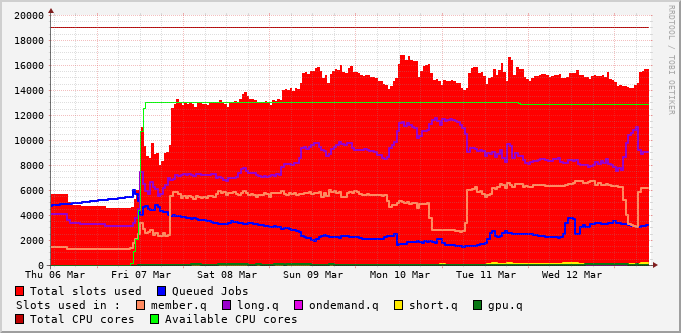 RRDTOOL / TOBI OETIKER
20000
18000
16000
14000
12000
10000
8000
6000
4000
2000
0
Thu 06 Mar Fri 07 Mar Sat 08 Mar Sun 09 Mar Mon 10 Mar Tue 11 Mar Wed 12 Mar
Total slots used Queued Jobs
Slots used in : member.q long.q ondemand.q short.q gpu.q
Total CPU cores Available CPU cores